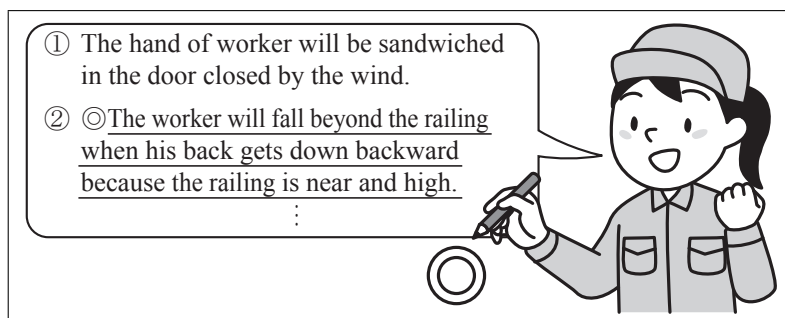 ① The hand of worker will be sandwiched
in the door closed by the wind.
② ◎The worker will fall beyond the railing
when his back gets down backward
because the railing is near and high.
⋮